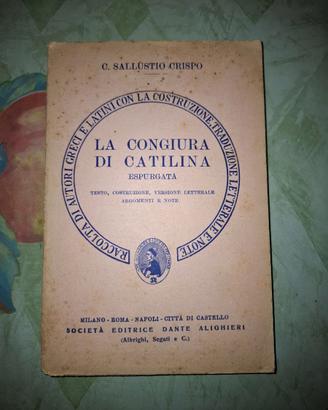 C. SALLUSTIO CRISPO
RACCOLTA DI AUTORI GRECI E LATINI CON LA COSTRUZIONE, TRADUZIONE LETTERALE E NOTE
LA CONGIURA
DI CATILINA
ESPURGATA
TESTO, COSTRUZIONE, VERSIONE LETTERALE
ARGOMENTI E NOTE
MILANO - ROMA - NAPOLI - CITTÀ DI CASTELLO
SOCIETÀ EDITRICE DANTE ALIGHIERI
(Albrighi, Segati e C.)